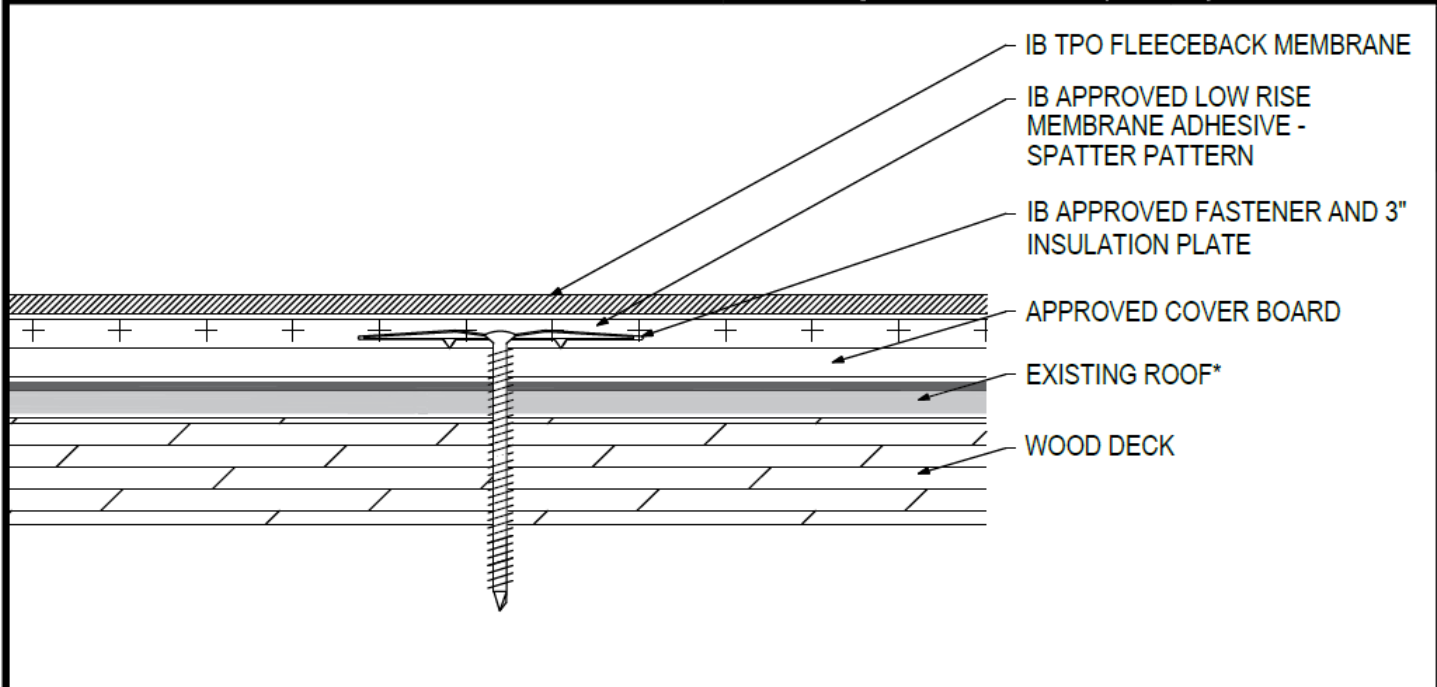 IB TPO FLEECEBACK MEMBRANE
IB APPROVED LOW RISE
MEMBRANE ADHESIVE -
SPATTER PATTERN
IB APPROVED FASTENER AND 3"
INSULATION PLATE
APPROVED COVER BOARD
EXISTING ROOF*
WOOD DECK